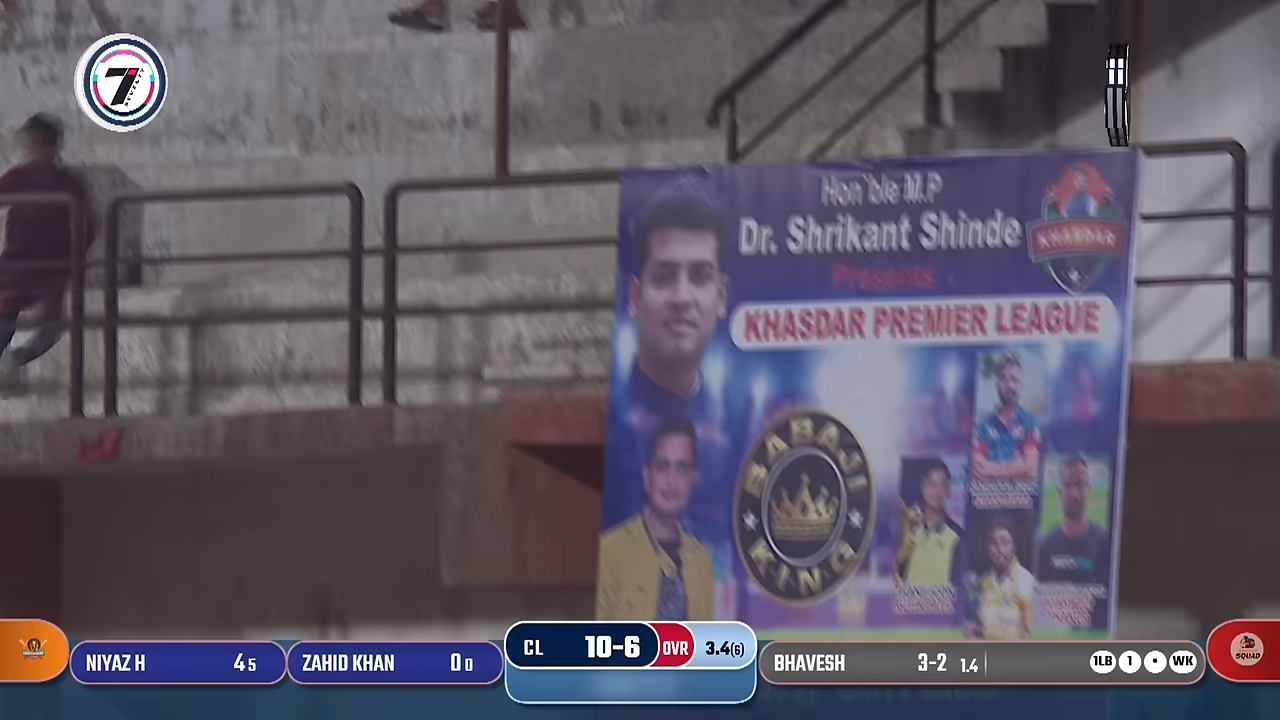 7
Hon'ble M.P
Dr. Shrikant Shinde
KHASDAR
Presents
KHASDAR PREMIER LEAGUE
BABAJI
KING
NIYAZ H 4 5
ZAHID KHAN 0 0
CL 10-6 OVR 3.4(6)
BHAVESH 3-2 1.4 1LB 1 • WK
SQUAD